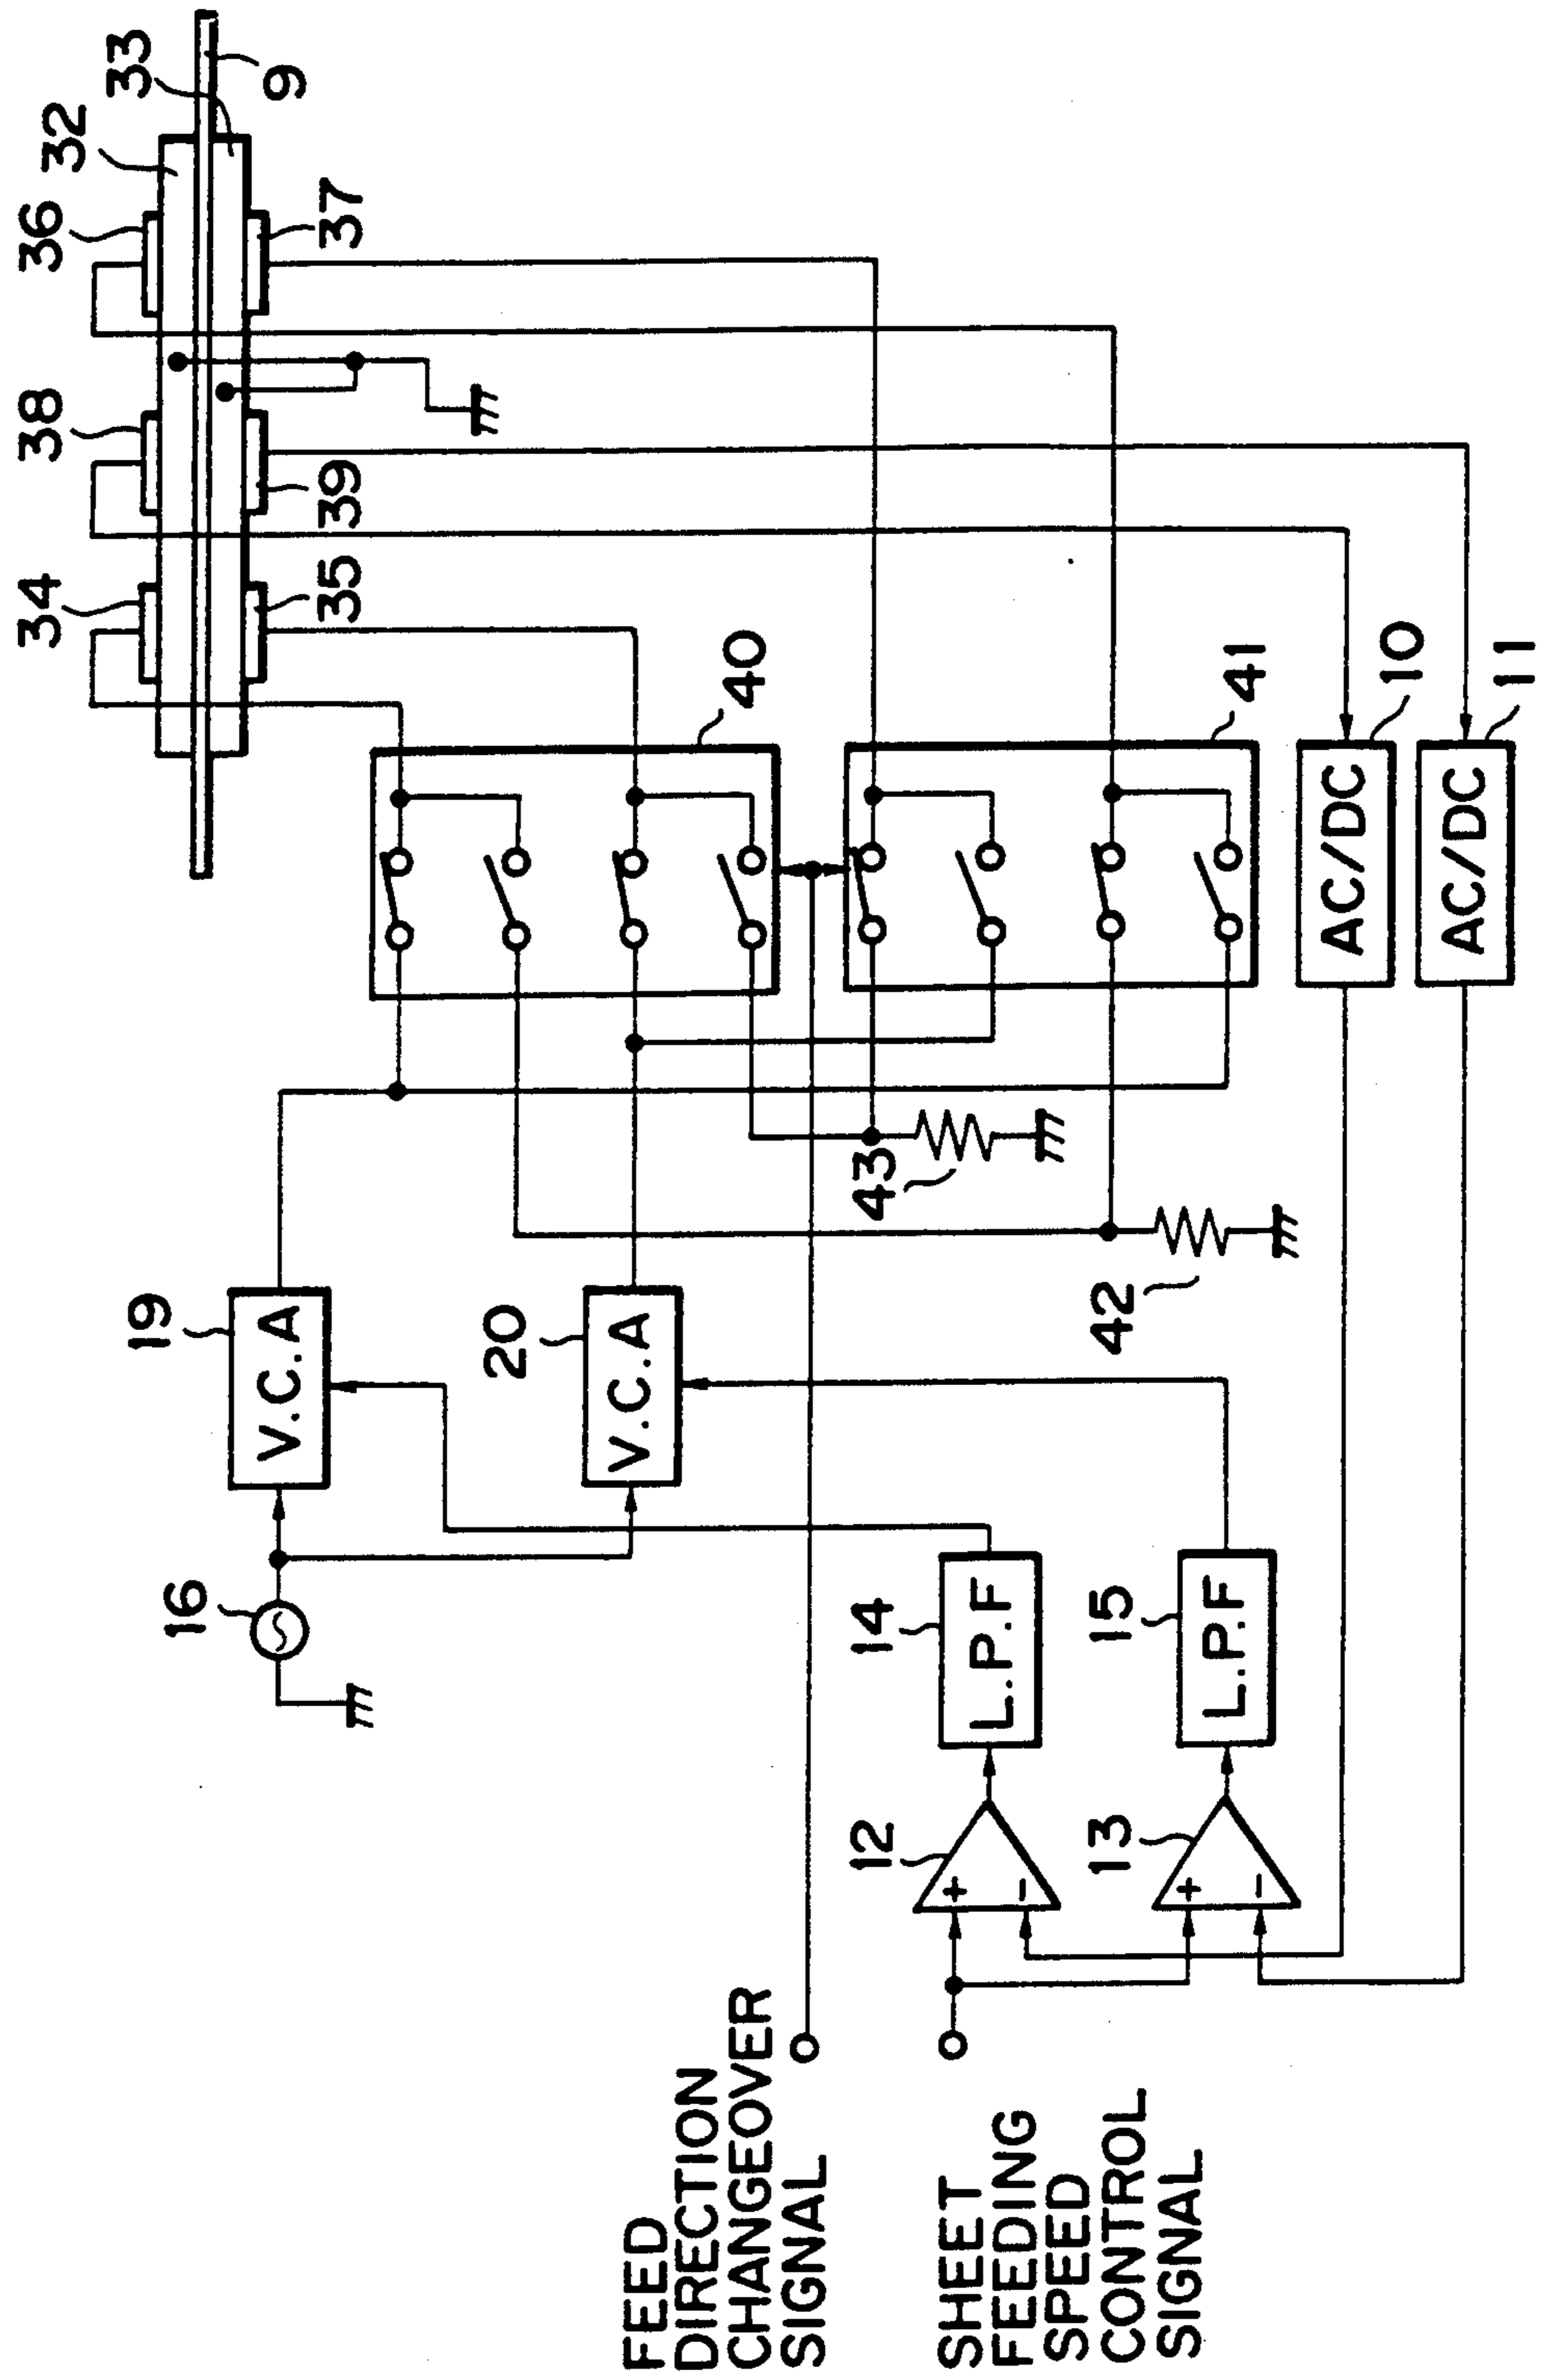 33
32
9
36
37
38
39
34
35
40
41
10
11
AC/DC
AC/DC
43
42
19
V.C.A
20
V.C.A
16
14
L.P.F
15
L.P.F
12
+
-
13
+
-
FEED
DIRECTION
CHANGEOVER
SIGNAL
SHEET
FEEDING
SPEED
CONTROL
SIGNAL